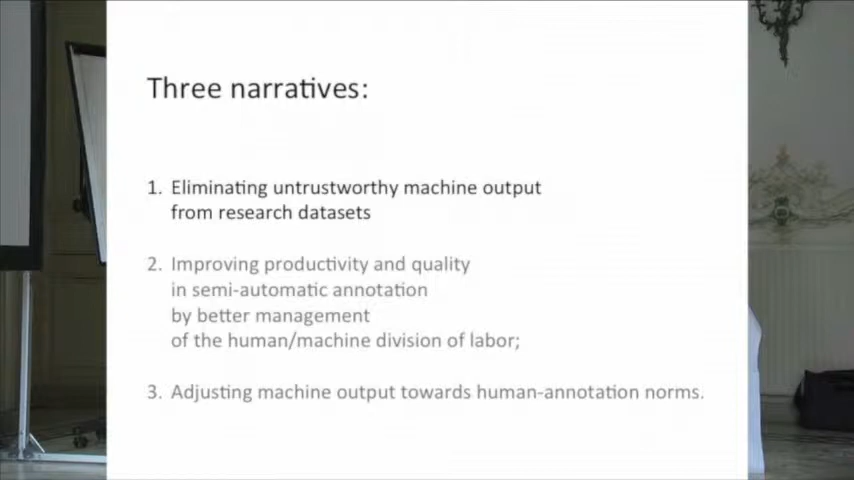 Three narratives:
1. Eliminating untrustworthy machine output
from research datasets
2. Improving productivity and quality
in semi-automatic annotation
by better management
of the human/machine division of labor;
3. Adjusting machine output towards human-annotation norms.